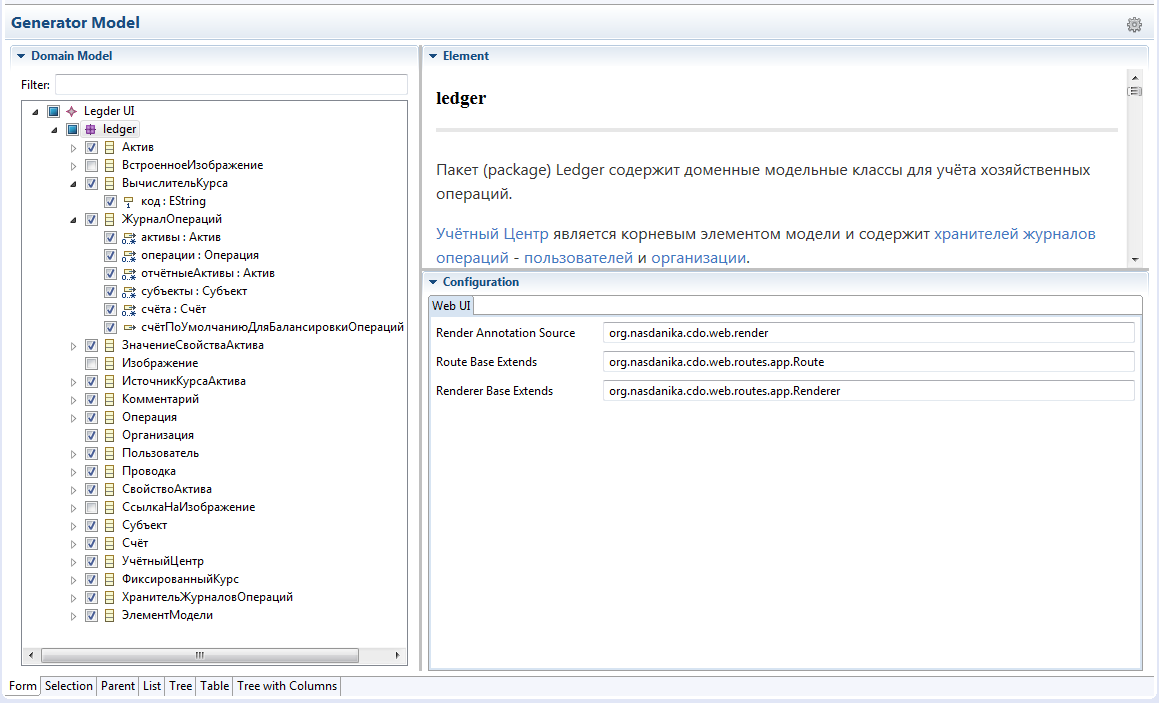 Generator Model
Domain Model
Filter:
Legder UI
ledger
Актив
ВстроенноеИзображение
ВычислительКурса
код : EString
ЖурналОпераций
активы : Актив
операции : Операция
отчётныеАктивы : Актив
субъекты : Субъект
счёта : Счёт
счётПоУмолчаниюДляБалансировкиОпераций
ЗначениеСвойстваАктива
Изображение
ИсточникКурсаАктива
Комментарий
Операция
Организация
Пользователь
Проводка
СвойствоАктива
СсылкаНаИзображение
Субъект
Счёт
УчётныйЦентр
ФиксированныйКурс
ХранительЖурналовОпераций
ЭлементМодели
Element
ledger
Пакет (package) Ledger содержит доменные модельные классы для учёта хозяйственных
операций.
Учётный Центр является корневым элементом модели и содержит хранителей журналов
операций - пользователей и организации.
Configuration
Web UI
Render Annotation Source org.nasdanika.cdo.web.render
Route Base Extends org.nasdanika.cdo.web.routes.app.Route
Renderer Base Extends org.nasdanika.cdo.web.routes.app.Renderer
Form Selection Parent List Tree Table Tree with Columns